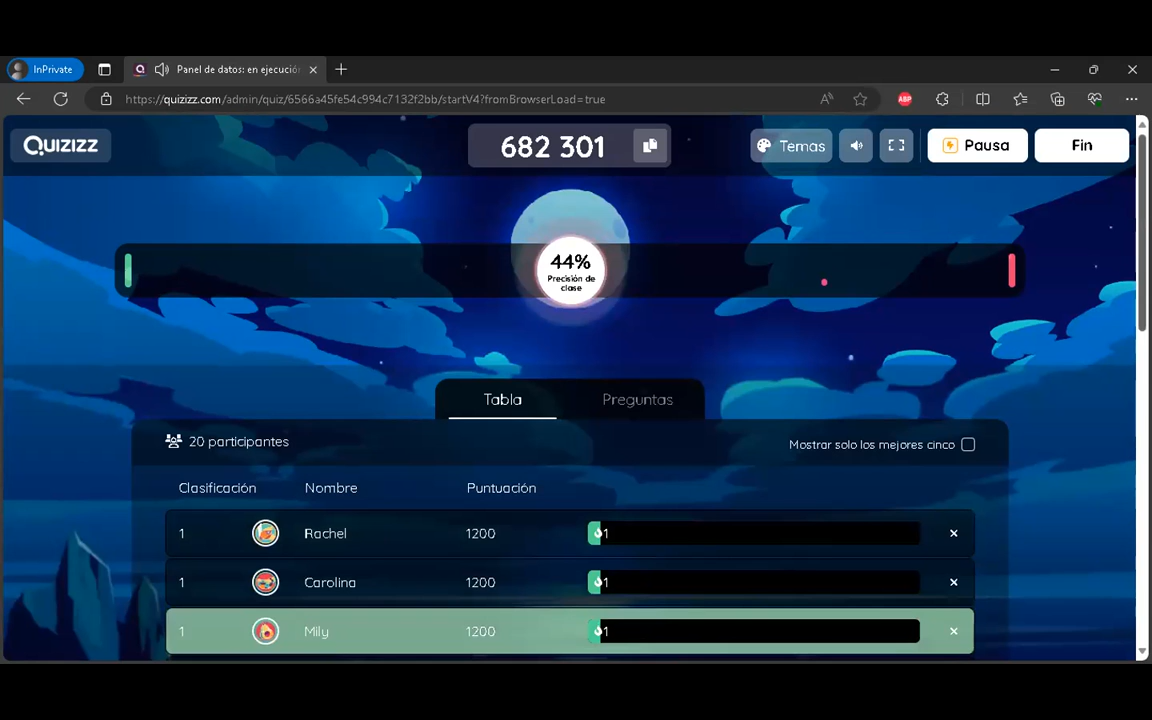 InPrivate
Panel de datos: en ejecución
https://quizizz.com/admin/quiz/6566a45fe54c994c7132f2bb/startV4?fromBrowserLoad=true
ABP
QUIZIZZ
682 301
Temas
Pausa
Fin
44%
Precisión de
clase
Tabla
Preguntas
20 participantes
Mostrar solo los mejores cinco
Clasificación Nombre Puntuación
1 Rachel 1200 1
1 Carolina 1200 1
1 Mily 1200 1